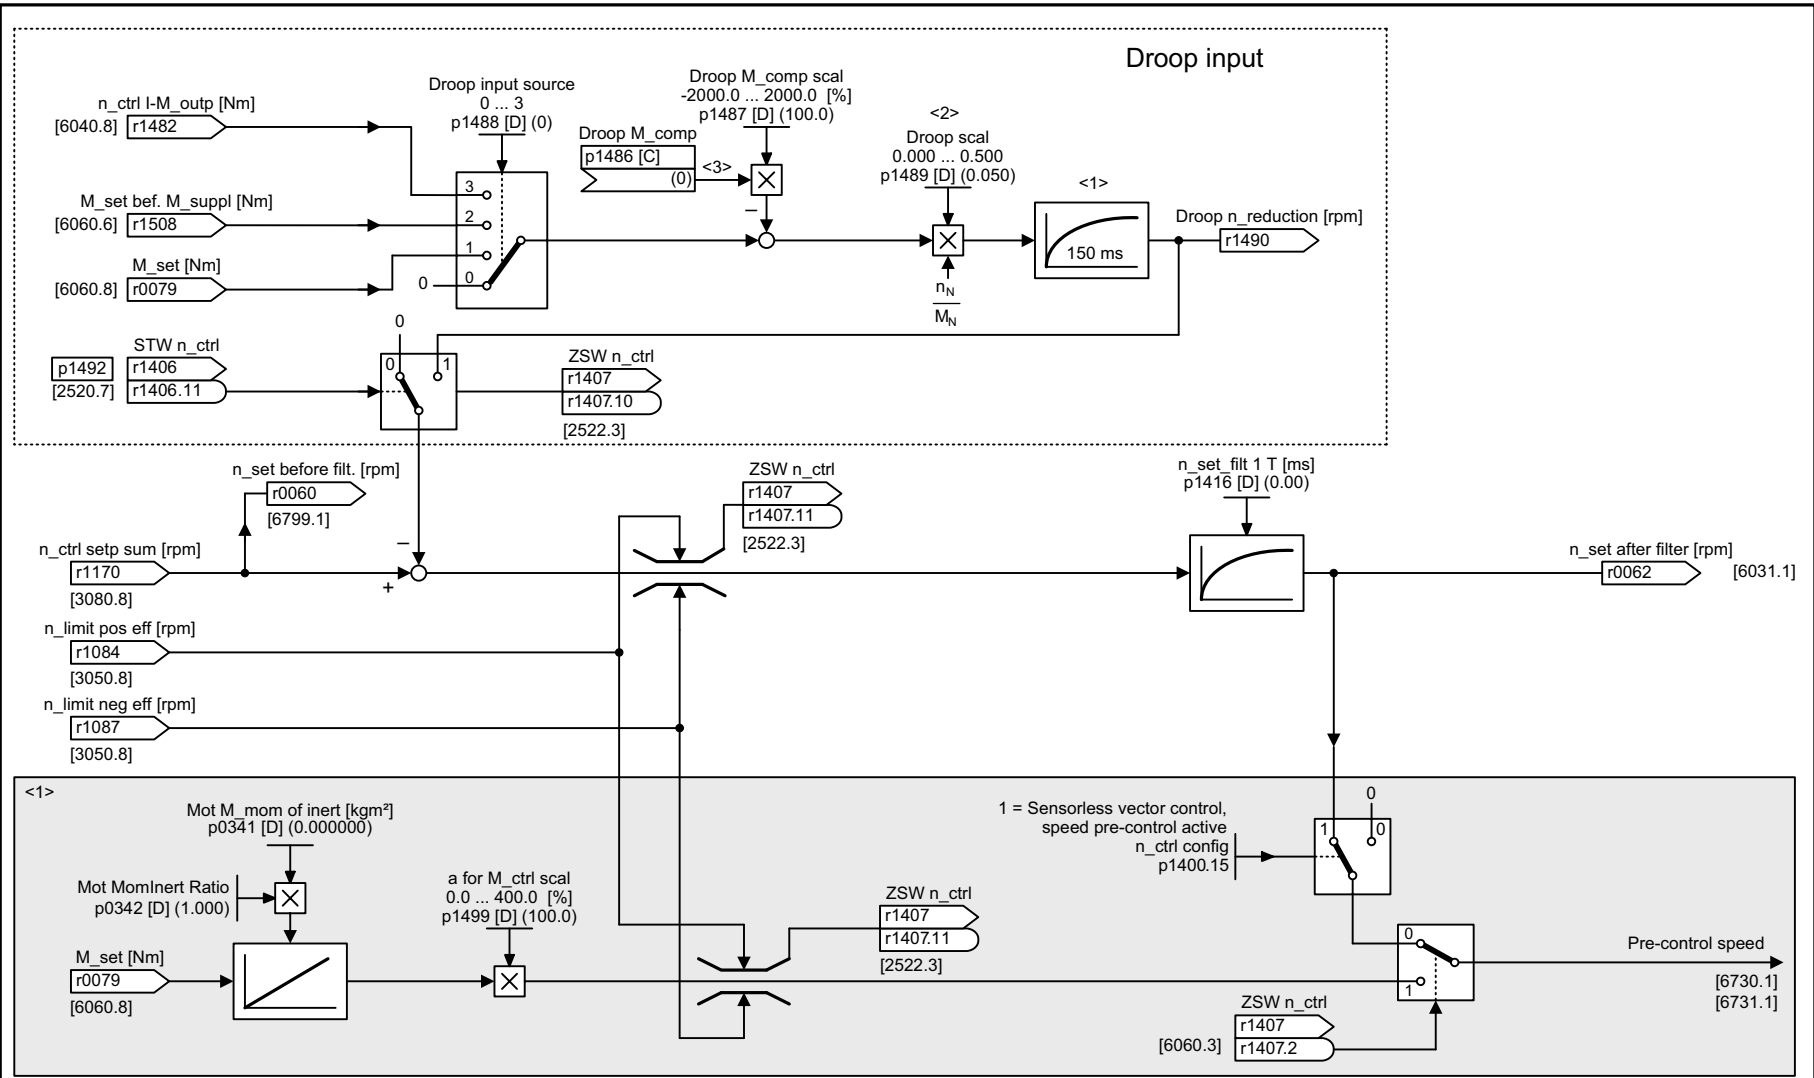 Droop input
n_ctrl I-M_outp [Nm]
[6040.8]
r1482
Droop input source
0 ... 3
p1488 [D] (0)
Droop M_comp scal
-2000.0 ... 2000.0 [%]
p1487 [D] (100.0)
Droop M_comp
p1486 [C]
(0)
<3>
<2>
Droop scal
0.000 ... 0.500
p1489 [D] (0.050)
<1>
M_set bef. M_suppl [Nm]
[6060.6]
r1508
M_set [Nm]
[6060.8]
r0079
3
2
1
0
0
–
nN
MN
150 ms
Droop n_reduction [rpm]
r1490
STW n_ctrl
p1492
r1406
[2520.7]
r1406.11
0
0
1
ZSW n_ctrl
r1407
r1407.10
[2522.3]
n_set before filt. [rpm]
r0060
[6799.1]
ZSW n_ctrl
r1407
r1407.11
[2522.3]
n_set_filt 1 T [ms]
p1416 [D] (0.00)
n_ctrl setp sum [rpm]
r1170
[3080.8]
–
+
n_set after filter [rpm]
r0062
[6031.1]
n_limit pos eff [rpm]
r1084
[3050.8]
n_limit neg eff [rpm]
r1087
[3050.8]
<1>
Mot M_mom of inert [kgm²]
p0341 [D] (0.000000)
Mot MomInert Ratio
p0342 [D] (1.000)
M_set [Nm]
r0079
[6060.8]
a for M_ctrl scal
0.0 ... 400.0 [%]
p1499 [D] (100.0)
ZSW n_ctrl
r1407
r1407.11
[2522.3]
1 = Sensorless vector control,
speed pre-control active
n_ctrl config
p1400.15
0
1
0
0
1
Pre-control speed
[6730.1]
[6731.1]
ZSW n_ctrl
r1407
[6060.3]
r1407.2